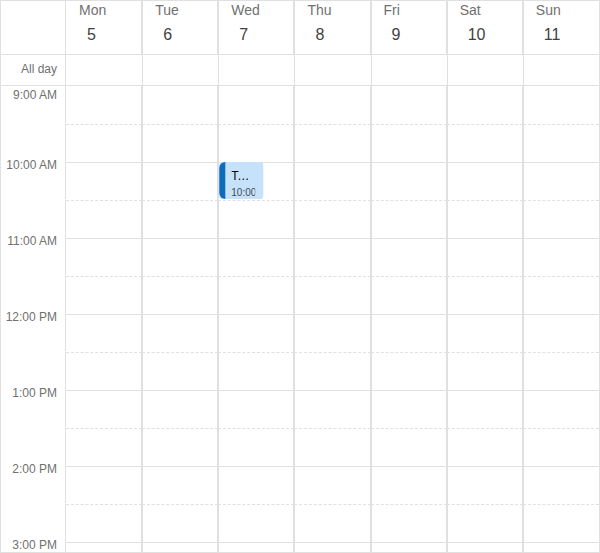 Mon Tue Wed Thu Fri Sat Sun
5 6 7 8 9 10 11
All day
9:00 AM
10:00 AM
T...
10:00
11:00 AM
12:00 PM
1:00 PM
2:00 PM
3:00 PM